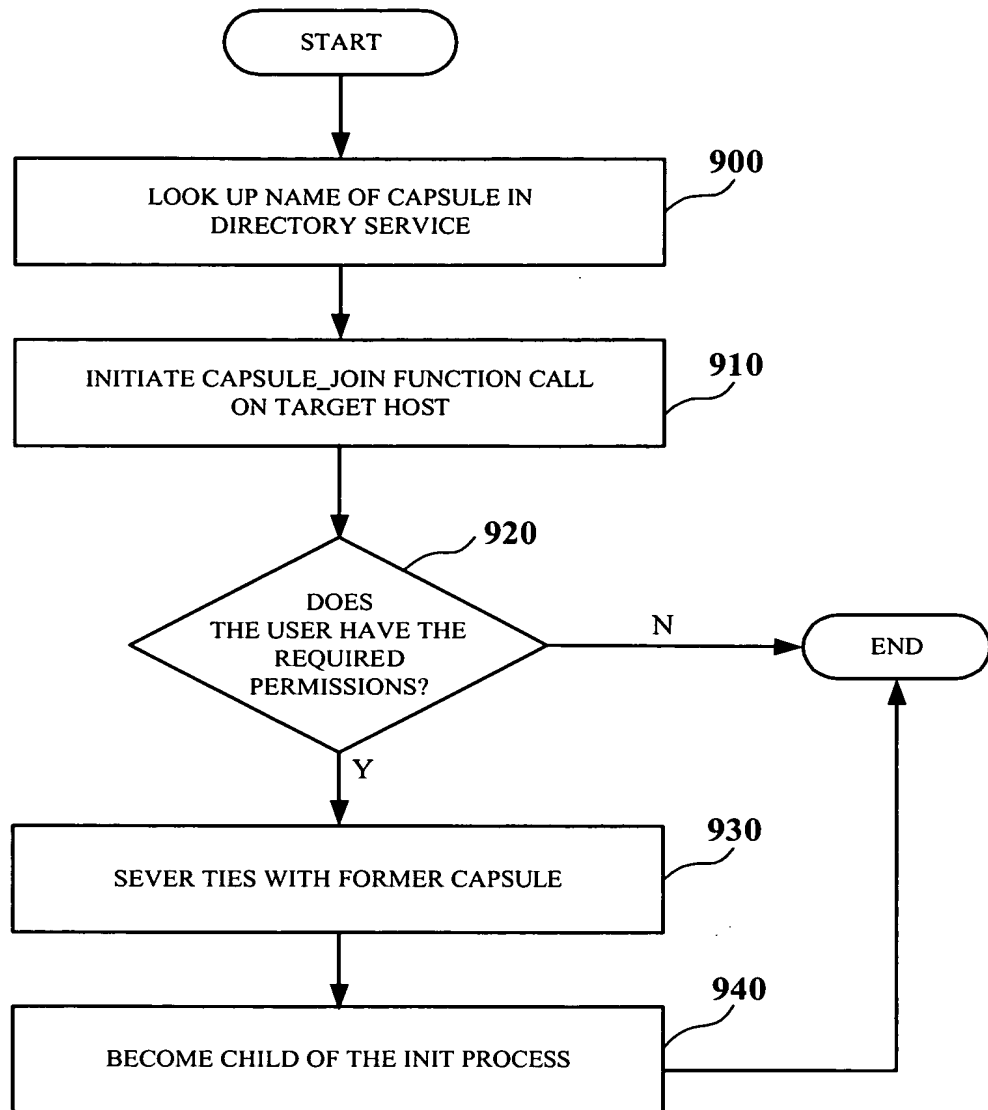 START
900
LOOK UP NAME OF CAPSULE IN
DIRECTORY SERVICE
910
INITIATE CAPSULE_JOIN FUNCTION CALL
ON TARGET HOST
920
DOES
THE USER HAVE THE
REQUIRED
PERMISSIONS?
N
END
Y
930
SEVER TIES WITH FORMER CAPSULE
940
BECOME CHILD OF THE INIT PROCESS